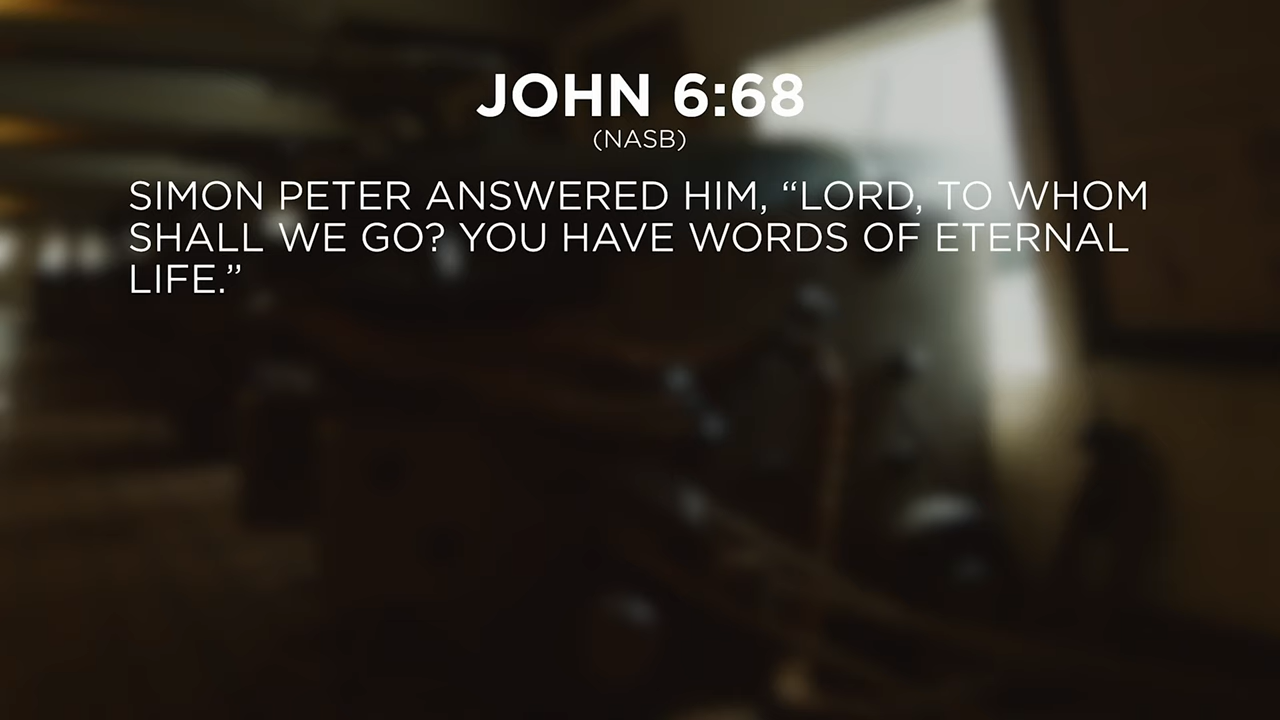 JOHN 6:68
(NASB)
SIMON PETER ANSWERED HIM, “LORD, TO WHOM
SHALL WE GO? YOU HAVE WORDS OF ETERNAL
LIFE.”